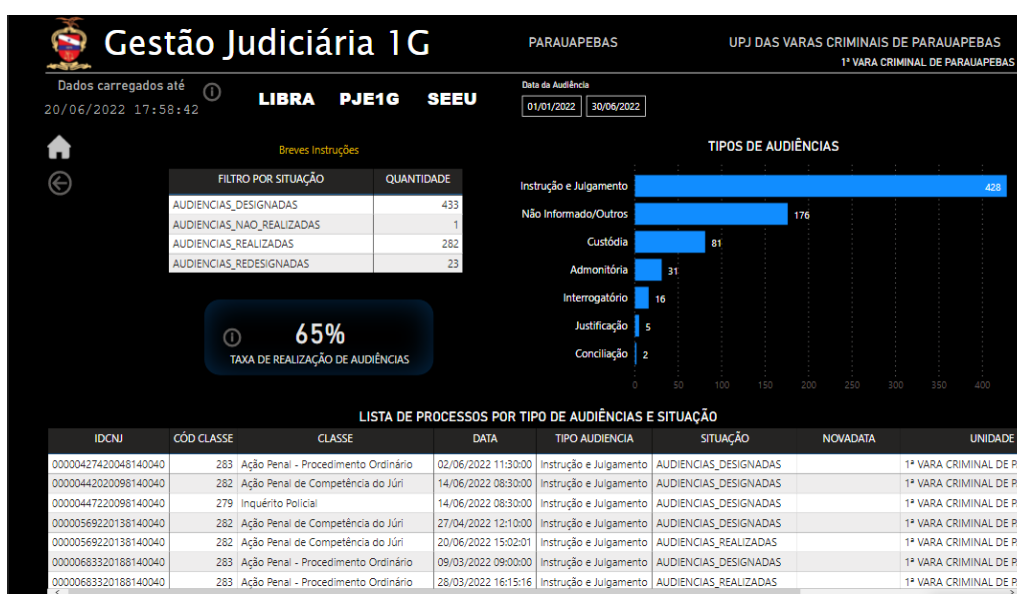 Gestão Judiciária 1G
PARAUAPEBAS
UPJ DAS VARAS CRIMINAIS DE PARAUAPEBAS
1ª VARA CRIMINAL DE PARAUAPEBAS
Dados carregados até
20/06/2022 17:58:42
LIBRA PJE1G SEEU
Data da Audiência
01/01/2022 30/06/2022
Breves Instruções
FILTRO POR SITUAÇÃO QUANTIDADE
AUDIENCIAS_DESIGNADAS 433
AUDIENCIAS_NAO_REALIZADAS 1
AUDIENCIAS_REALIZADAS 282
AUDIENCIAS_REDESIGNADAS 23
65%
TAXA DE REALIZAÇÃO DE AUDIÊNCIAS
TIPOS DE AUDIÊNCIAS
Instrução e Julgamento 428
Não Informado/Outros 176
Custódia 81
Admonitória 31
Interrogatório 16
Justificação 5
Conciliação 2
0 50 100 150 200 250 300 350 400
LISTA DE PROCESSOS POR TIPO DE AUDIÊNCIAS E SITUAÇÃO
IDCNJ CÓD CLASSE CLASSE DATA TIPO AUDIENCIA SITUAÇÃO NOVADATA UNIDADE
00000427420048140040 283 Ação Penal - Procedimento Ordinário 02/06/2022 11:30:00 Instrução e Julgamento AUDIENCIAS_DESIGNADAS 1ª VARA CRIMINAL DE P
00000442020098140040 282 Ação Penal de Competência do Júri 14/06/2022 08:30:00 Instrução e Julgamento AUDIENCIAS_DESIGNADAS 1ª VARA CRIMINAL DE P
00000447220098140040 279 Inquérito Policial 14/06/2022 08:30:00 Instrução e Julgamento AUDIENCIAS_DESIGNADAS 1ª VARA CRIMINAL DE P
00000569220138140040 282 Ação Penal de Competência do Júri 27/04/2022 12:10:00 Instrução e Julgamento AUDIENCIAS_DESIGNADAS 1ª VARA CRIMINAL DE P
00000569220138140040 282 Ação Penal de Competência do Júri 20/06/2022 15:02:01 Instrução e Julgamento AUDIENCIAS_REALIZADAS 1ª VARA CRIMINAL DE P
00000683320188140040 283 Ação Penal - Procedimento Ordinário 09/03/2022 09:00:00 Instrução e Julgamento AUDIENCIAS_DESIGNADAS 1ª VARA CRIMINAL DE P
00000683320188140040 283 Ação Penal - Procedimento Ordinário 28/03/2022 16:15:16 Instrução e Julgamento AUDIENCIAS_REALIZADAS 1ª VARA CRIMINAL DE P